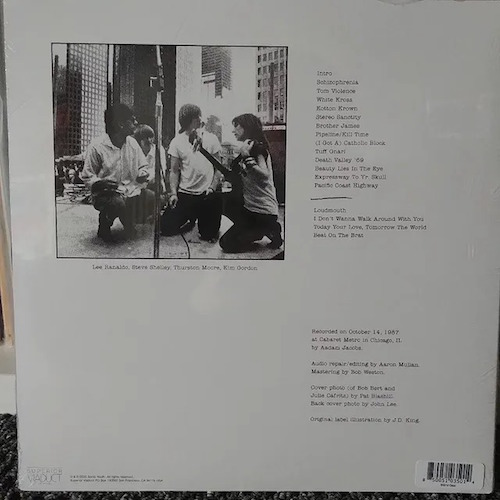 Intro
Schizophrenia
Tom Violence
White Kross
Kotton Krown
Stereo Sanctity
Brother James
Pipeline/Kill Time
(I Got A) Catholic Block
Tuff Gnarl
Death Valley '69
Beauty Lies In The Eye
Expressway To Yr. Skull
Pacific Coast Highway
Loudmouth
I Don't Wanna Walk Around With You
Today Your Love, Tomorrow The World
Beat On The Brat
Lee Ranaldo, Steve Shelley, Thurston Moore, Kim Gordon
Recorded on October 14, 1987
at Cabaret Metro in Chicago, IL
by Aadam Jacobs.
Audio repair/editing by Aaron Mullan
Mastering by Bob Weston.
Cover photo (of Bob Bert and
Julie Cafritz) by Pat Blashill.
Back cover photo by John Lee.
Original label illustration by J.D. King.
SUPERIOR
VIADUCT